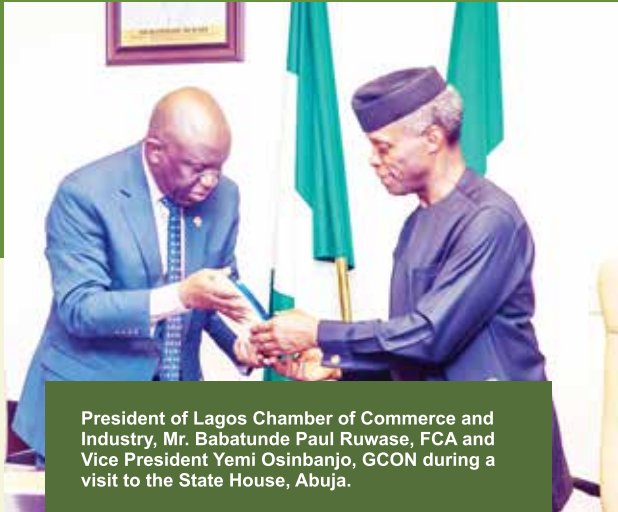 President of Lagos Chamber of Commerce and
Industry, Mr. Babatunde Paul Ruwase, FCA and
Vice President Yemi Osinbanjo, GCON during a
visit to the State House, Abuja.